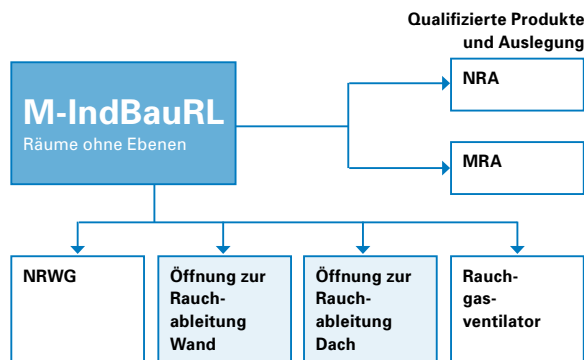 Qualifizierte Produkte
und Auslegung
M-IndBauRL
Räume ohne Ebenen
NRA
MRA
NRWG
Öffnung zur
Rauch-
ableitung
Wand
Öffnung zur
Rauch-
ableitung
Dach
Rauch-
gas-
ventilator